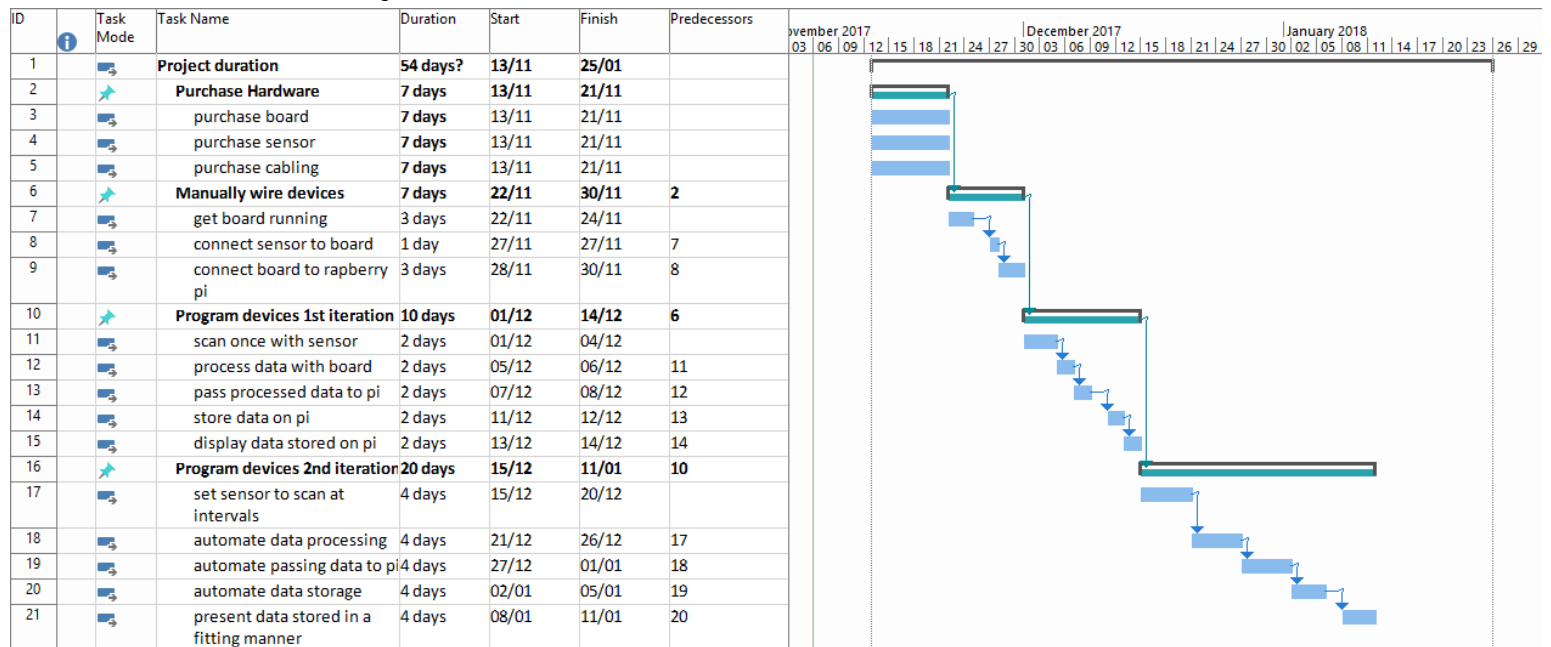 ID Task Mode Task Name Duration Start Finish Predecessors
vember 2017 December 2017 January 2018
03 06 09 12 15 18 21 24 27 30 03 06 09 12 15 18 21 24 27 30 02 05 08 11 14 17 20 23 26 29
1 Project duration 54 days? 13/11 25/01
2 Purchase Hardware 7 days 13/11 21/11
3 purchase board 7 days 13/11 21/11
4 purchase sensor 7 days 13/11 21/11
5 purchase cabling 7 days 13/11 21/11
6 Manually wire devices 7 days 22/11 30/11 2
7 get board running 3 days 22/11 24/11
8 connect sensor to board 1 day 27/11 27/11 7
9 connect board to rapberry pi 3 days 28/11 30/11 8
10 Program devices 1st iteration 10 days 01/12 14/12 6
11 scan once with sensor 2 days 01/12 04/12
12 process data with board 2 days 05/12 06/12 11
13 pass processed data to pi 2 days 07/12 08/12 12
14 store data on pi 2 days 11/12 12/12 13
15 display data stored on pi 2 days 13/12 14/12 14
16 Program devices 2nd iteration 20 days 15/12 11/01 10
17 set sensor to scan at intervals 4 days 15/12 20/12
18 automate data processing 4 days 21/12 26/12 17
19 automate passing data to pi 4 days 27/12 01/01 18
20 automate data storage 4 days 02/01 05/01 19
21 present data stored in a fitting manner 4 days 08/01 11/01 20